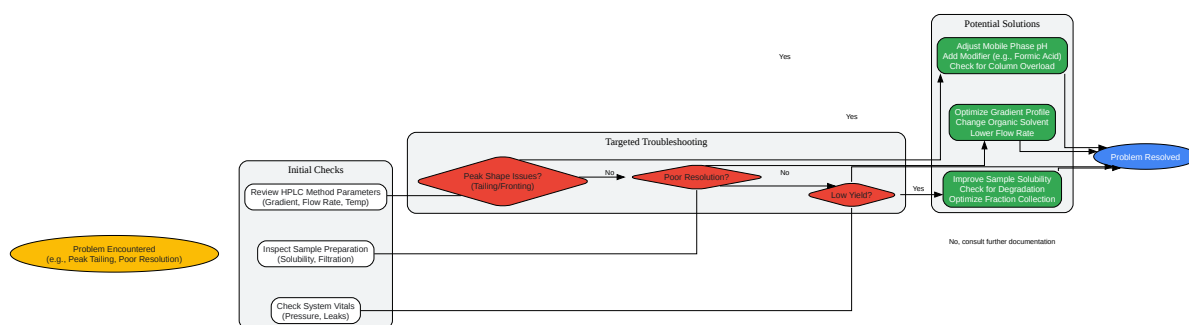 Problem Encountered
(e.g., Peak Tailing, Poor Resolution)
Initial Checks
Review HPLC Method Parameters
(Gradient, Flow Rate, Temp)
Inspect Sample Preparation
(Solubility, Filtration)
Check System Vitals
(Pressure, Leaks)
Targeted Troubleshooting
Peak Shape Issues?
(Tailing/Fronting)
No
Poor Resolution?
No
Low Yield?
Yes
Yes
Yes
No, consult further documentation
Potential Solutions
Adjust Mobile Phase pH
Add Modifier (e.g., Formic Acid)
Check for Column Overload
Optimize Gradient Profile
Change Organic Solvent
Lower Flow Rate
Improve Sample Solubility
Check for Degradation
Optimize Fraction Collection
Problem Resolved